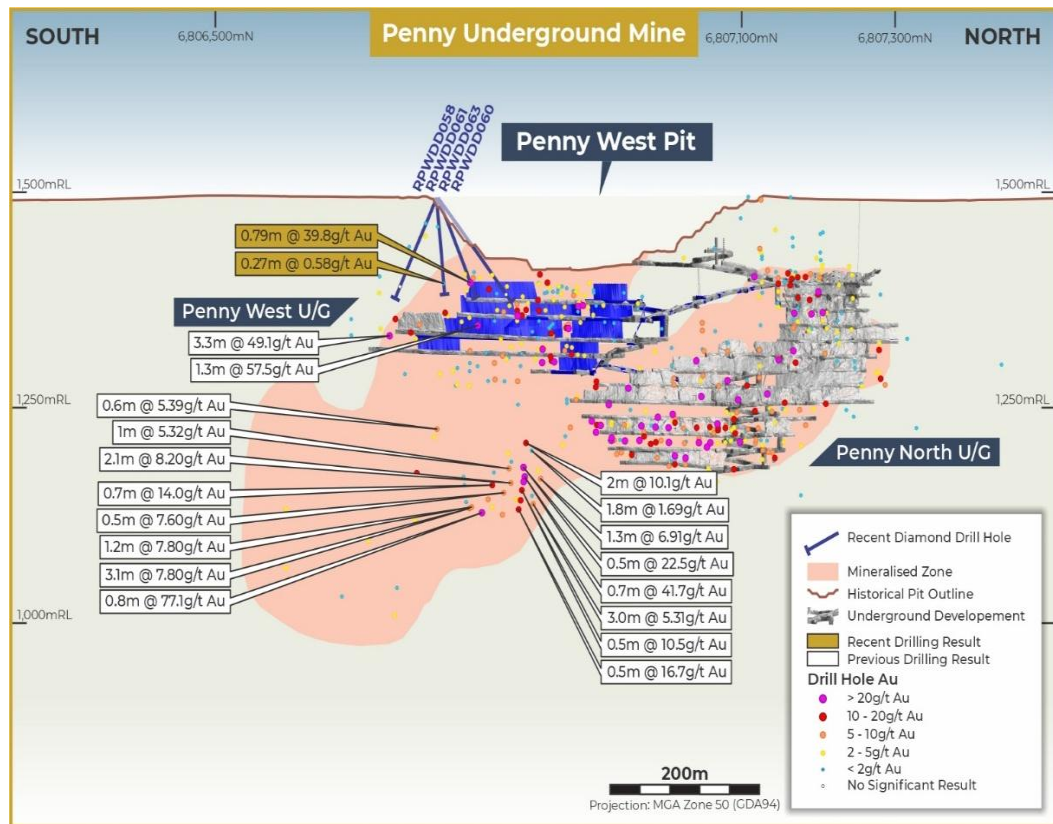 Penny Underground Mine
SOUTH
6,806,500mN
6,807,100mN
6,807,300mN
NORTH
RPWDD058
RPWDD061
RPWDD063
RPWDD060
Penny West Pit
1,500mRL
1,500mRL
0.79m @ 39.8g/t Au
0.27m @ 0.58g/t Au
Penny West U/G
3.3m @ 49.1g/t Au
1.3m @ 57.5g/t Au
1,250mRL
1,250mRL
0.6m @ 5.39g/t Au
1m @ 5.32g/t Au
2.1m @ 8.20g/t Au
0.7m @ 14.0g/t Au
0.5m @ 7.60g/t Au
1.2m @ 7.80g/t Au
3.1m @ 7.80g/t Au
0.8m @ 77.1g/t Au
Penny North U/G
2m @ 10.1g/t Au
1.8m @ 1.69g/t Au
1.3m @ 6.91g/t Au
0.5m @ 22.5g/t Au
0.7m @ 41.7g/t Au
3.0m @ 5.31g/t Au
0.5m @ 10.5g/t Au
0.5m @ 16.7g/t Au
1,000mRL
Recent Diamond Drill Hole
Mineralised Zone
Historical Pit Outline
Underground Developement
Recent Drilling Result
Previous Drilling Result
Drill Hole Au
> 20g/t Au
10 - 20g/t Au
5 - 10g/t Au
2 - 5g/t Au
< 2g/t Au
No Significant Result
200m
Projection: MGA Zone 50 (GDA94)